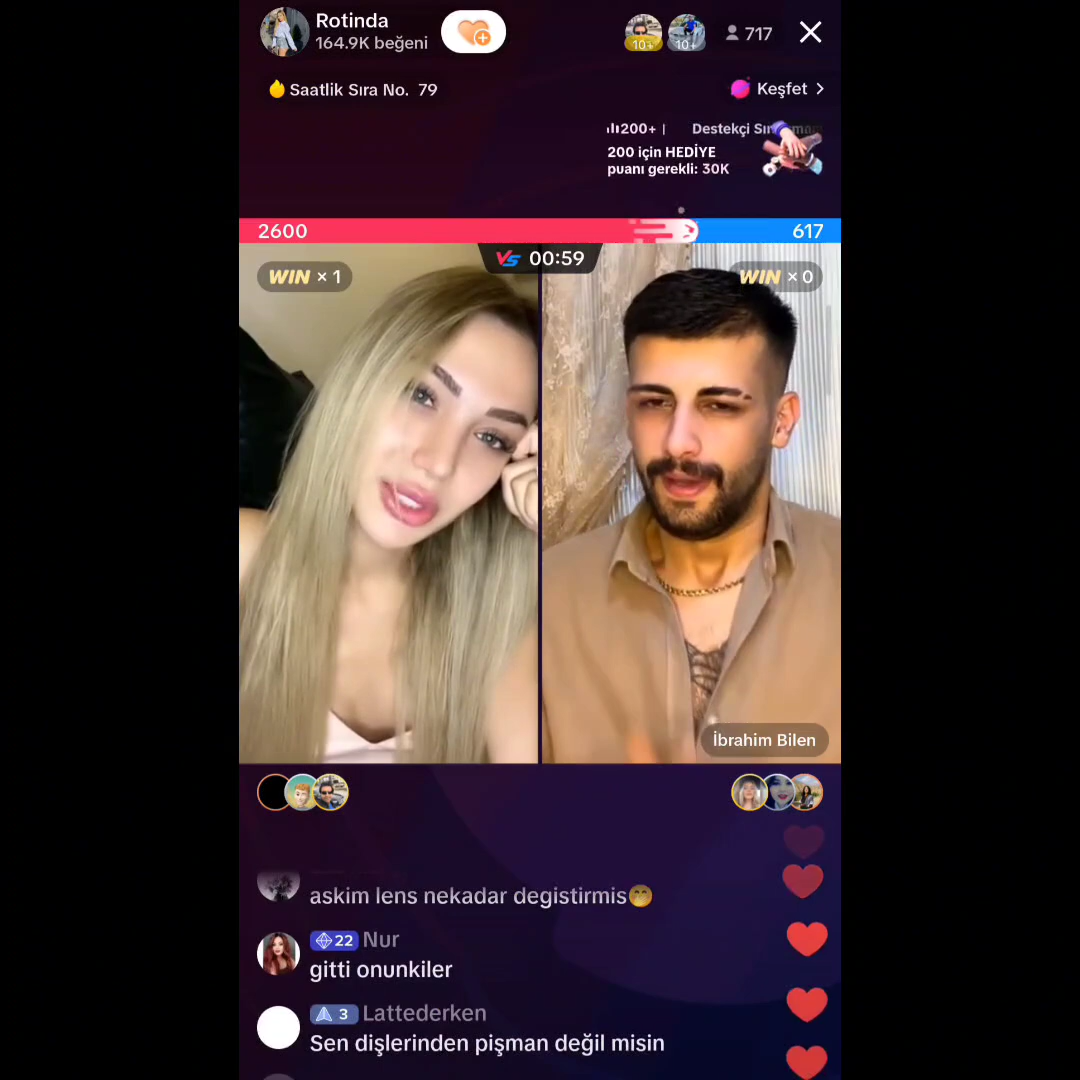 Rotinda
164.9K beğeni
10+
10+
717
Saatlik Sıra No. 79
Keşfet
200+ | Destekçi
200 için HEDİYE
puanı gerekli: 30K
2600
617
VS 00:59
WIN × 1
WIN × 0
İbrahim Bilen
askim lens nekadar degistirmis🤭
22 Nur
gitti onunkiler
3 Lattederken
Sen dişlerinden pişman değil misin